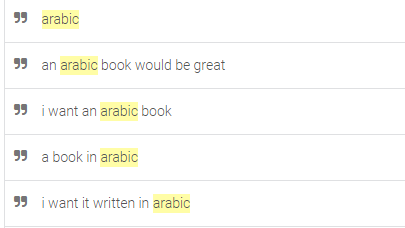 arabic
an arabic book would be great
i want an arabic book
a book in arabic
i want it written in arabic